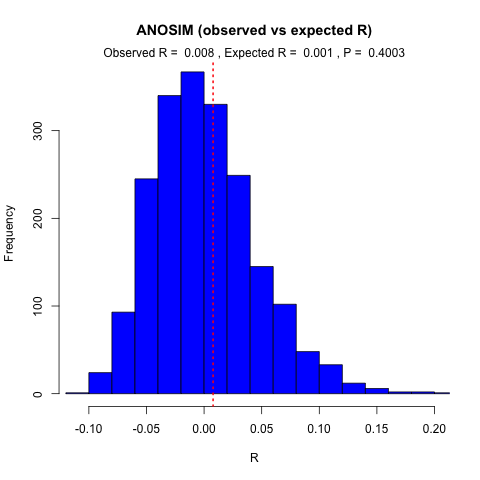 ANOSIM (observed vs expected R)
Observed R = 0.008 , Expected R = 0.001 , P = 0.4003
300
200
100
0
Frequency
-0.10 -0.05 0.00 0.05 0.10 0.15 0.20
R